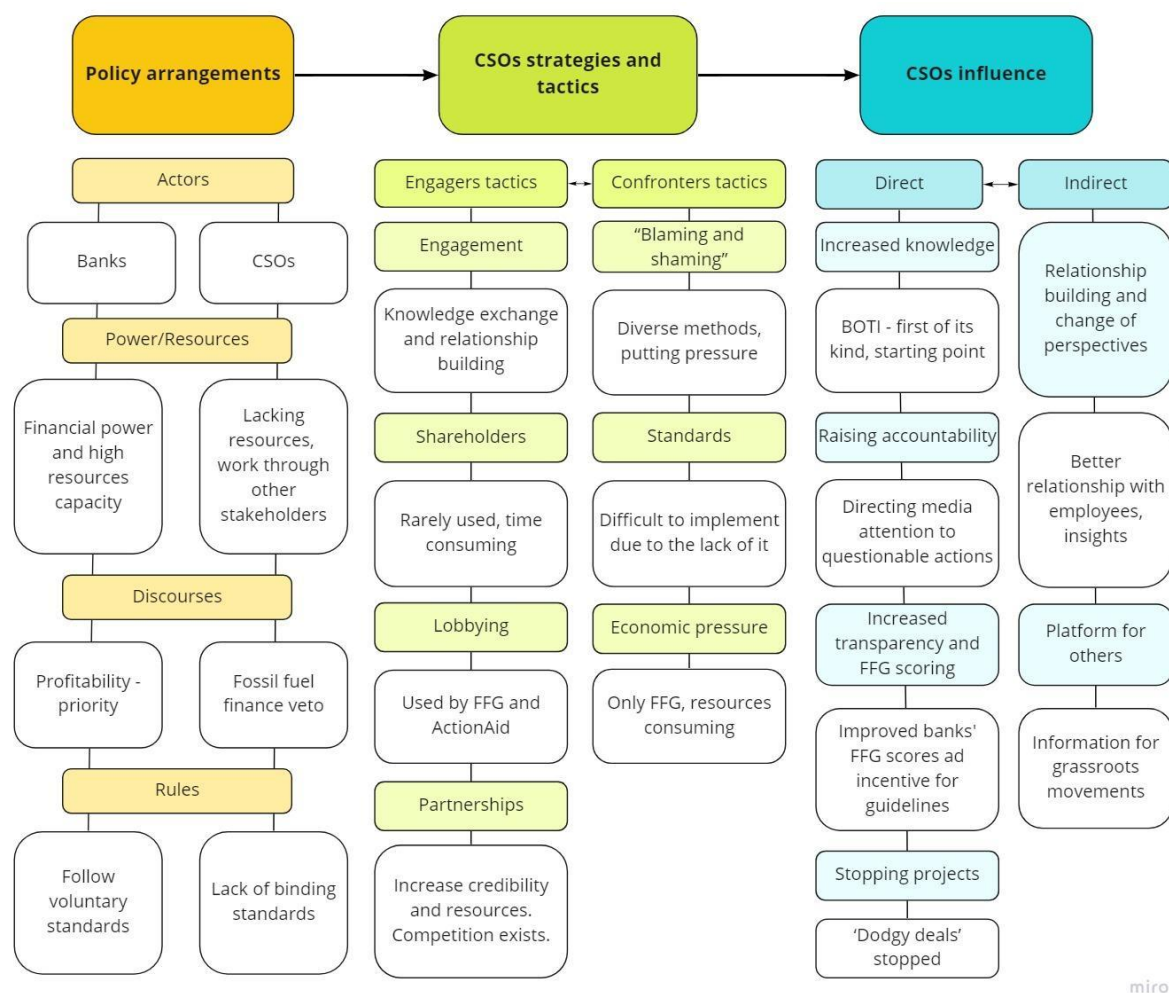 Policy arrangements
CSOs strategies and
tactics
CSOs influence
Actors
Banks
CSOs
Power/Resources
Financial power
and high
resources
capacity
Lacking
resources,
work through
other
stakeholders
Discourses
Profitability -
priority
Fossil fuel
finance veto
Rules
Follow
voluntary
standards
Lack of binding
standards
Engagers tactics
Engagement
Knowledge exchange
and relationship
building
Shareholders
Rarely used, time
consuming
Lobbying
Used by FFG and
ActionAid
Partnerships
Increase credibility
and resources.
Competition exists.
Confronters tactics
“Blaming and
shaming”
Diverse methods,
putting pressure
Standards
Difficult to implement
due to the lack of it
Economic pressure
Only FFG, resources
consuming
Direct
Increased knowledge
BOTI - first of its
kind, starting point
Raising accountability
Directing media
attention to
questionable actions
Increased
transparency and
FFG scoring
Improved banks'
FFG scores ad
incentive for
guidelines
Stopping projects
‘Dodgy deals’
stopped
Indirect
Relationship
building and
change of
perspectives
Better
relationship with
employees,
insights
Platform for
others
Information for
grassroots
movements
miro